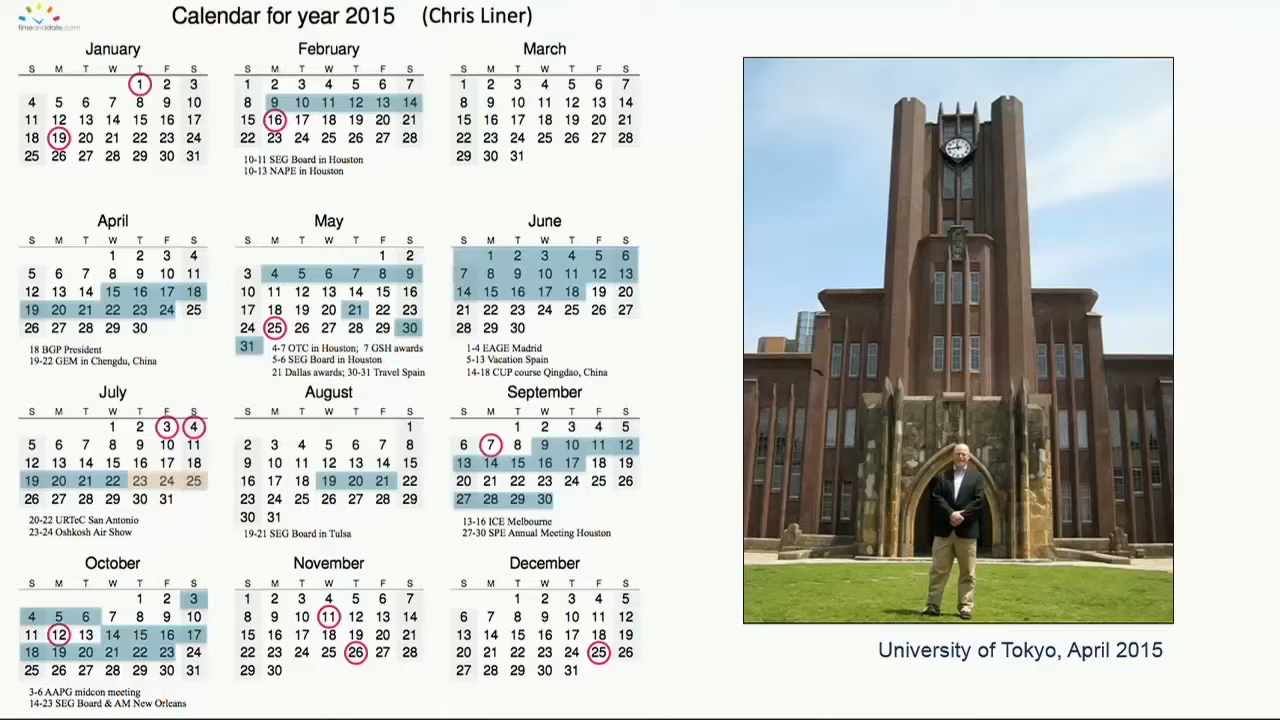 timeanddate.com
Calendar for year 2015 (Chris Liner)
January
S M T W T F S
1 2 3
4 5 6 7 8 9 10
11 12 13 14 15 16 17
18 19 20 21 22 23 24
25 26 27 28 29 30 31
February
S M T W T F S
1 2 3 4 5 6 7
8 9 10 11 12 13 14
15 16 17 18 19 20 21
22 23 24 25 26 27 28
10-11 SEG Board in Houston
10-13 NAPE in Houston
March
S M T W T F S
1 2 3 4 5 6 7
8 9 10 11 12 13 14
15 16 17 18 19 20 21
22 23 24 25 26 27 28
29 30 31
April
S M T W T F S
1 2 3 4
5 6 7 8 9 10 11
12 13 14 15 16 17 18
19 20 21 22 23 24 25
26 27 28 29 30
18 BGP President
19-22 GEM in Chengdu, China
May
S M T W T F S
1 2
3 4 5 6 7 8 9
10 11 12 13 14 15 16
17 18 19 20 21 22 23
24 25 26 27 28 29 30
31
4-7 OTC in Houston; 7 GSH awards
5-6 SEG Board in Houston
21 Dallas awards; 30-31 Travel Spain
June
S M T W T F S
1 2 3 4 5 6
7 8 9 10 11 12 13
14 15 16 17 18 19 20
21 22 23 24 25 26 27
28 29 30
1-4 EAGE Madrid
5-13 Vacation Spain
14-18 CUP course Qingdao, China
July
S M T W T F S
1 2 3 4
5 6 7 8 9 10 11
12 13 14 15 16 17 18
19 20 21 22 23 24 25
26 27 28 29 30 31
20-22 URTeC San Antonio
23-24 Oshkosh Air Show
August
S M T W T F S
1
2 3 4 5 6 7 8
9 10 11 12 13 14 15
16 17 18 19 20 21 22
23 24 25 26 27 28 29
30 31
19-21 SEG Board in Tulsa
September
S M T W T F S
1 2 3 4 5
6 7 8 9 10 11 12
13 14 15 16 17 18 19
20 21 22 23 24 25 26
27 28 29 30
13-16 ICE Melbourne
27-30 SPE Annual Meeting Houston
October
S M T W T F S
1 2 3
4 5 6 7 8 9 10
11 12 13 14 15 16 17
18 19 20 21 22 23 24
25 26 27 28 29 30 31
3-6 AAPG midcon meeting
14-23 SEG Board & AM New Orleans
November
S M T W T F S
1 2 3 4 5 6 7
8 9 10 11 12 13 14
15 16 17 18 19 20 21
22 23 24 25 26 27 28
29 30
December
S M T W T F S
1 2 3 4 5
6 7 8 9 10 11 12
13 14 15 16 17 18 19
20 21 22 23 24 25 26
27 28 29 30 31
University of Tokyo, April 2015